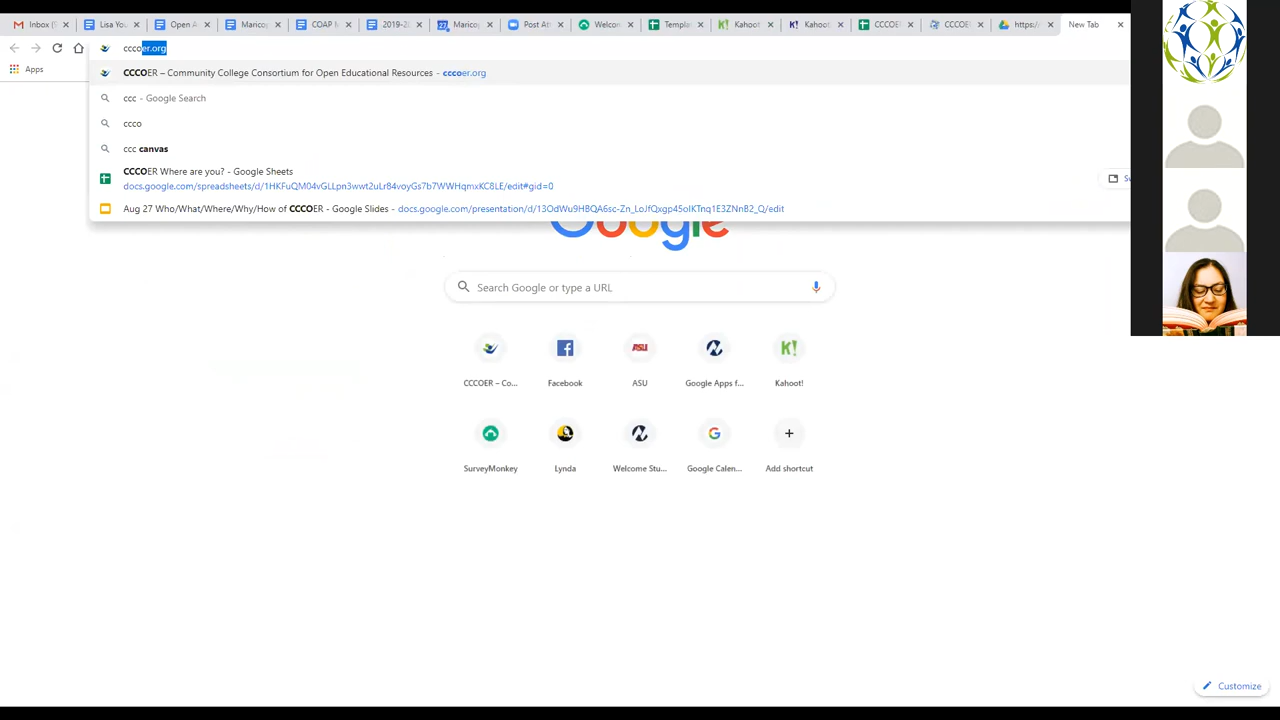 Inbox (
Lisa You
Open A
Marico
COAP M
2019-2
Marico
Post At
Welcon
Templa
Kahoot
Kahoot
CCCOE
CCCOE
https:/
New Tab
cccoer.org
Apps
CCCOER – Community College Consortium for Open Educational Resources - cccoer.org
ccc - Google Search
ccco
ccc canvas
CCCOER Where are you? - Google Sheets
docs.google.com/spreadsheets/d/1HKFuQM04vGLLpn3wwt2uLr84voyGs7b7WWHqmxKC8LE/edit#gid=0
Aug 27 Who/What/Where/Why/How of CCCOER - Google Slides - docs.google.com/presentation/d/13OdWu9HBQA6sc-Zn_LoJfQxgp45olKTnq1E3ZNnB2_Q/edit
Google
Search Google or type a URL
CCCOER – Co...
Facebook
ASU
Google Apps f...
Kahoot!
SurveyMonkey
Lynda
Welcome Stu...
Google Calen...
Add shortcut
Customize